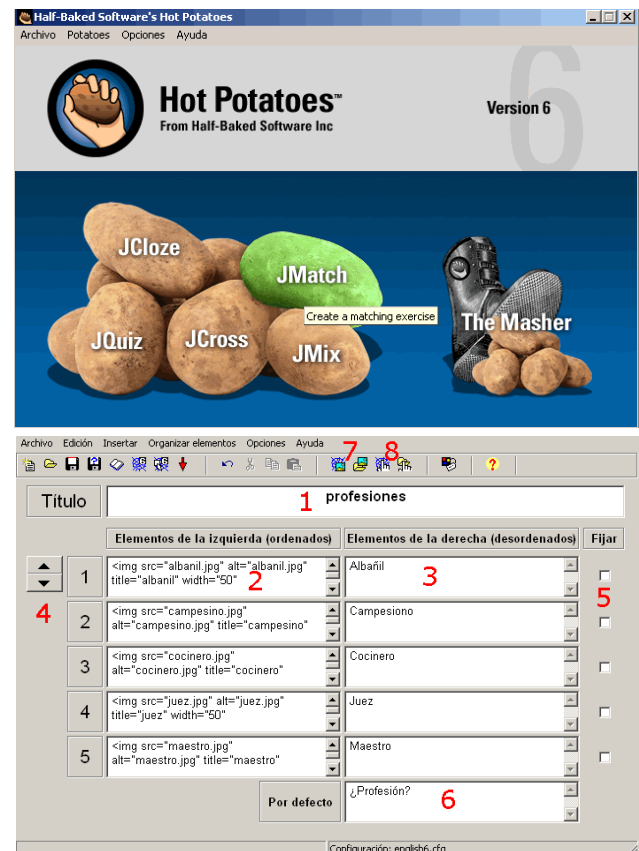 Half-Baked Software's Hot Potatoes
Archivo Potatoes Opciones Ayuda
6
Hot Potatoes™
From Half-Baked Software Inc
Version 6
JCloze
JMatch
Create a matching exercise
The Masher
JQuiz
JCross
JMix
Archivo Edición Insertar Organizar elementos Opciones Ayuda
7 8
Título
1 profesiones
Elementos de la izquierda (ordenados) Elementos de la derecha (desordenados) Fijar
1
<img src="albanil.jpg" alt="albanil.jpg"
title="albanil" width="50"
2
Albañil
3
4
5
2
<img src="campesino.jpg"
alt="campesino.jpg" title="campesino"
Campesiono
3
<img src="cocinero.jpg"
alt="cocinero.jpg" title="cocinero"
Cocinero
4
<img src="juez.jpg" alt="juez.jpg"
title="juez" width="50"
Juez
5
<img src="maestro.jpg"
alt="maestro.jpg" title="maestro"
Maestro
Por defecto
¿Profesión?
6
Configuración: english6.cfg